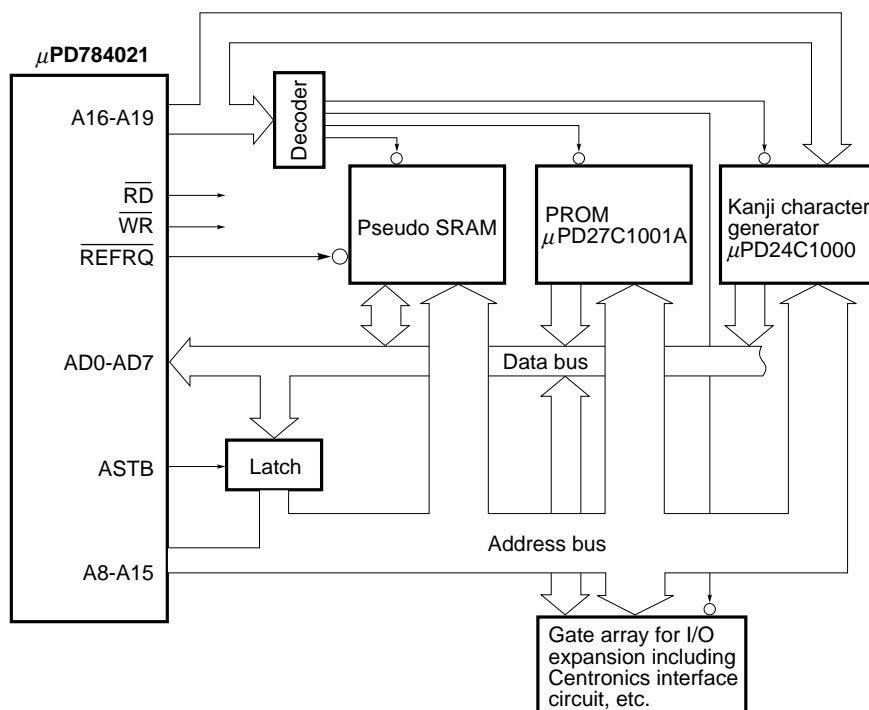 μPD784021
A16-A19
Decoder
RD
WR
REFRQ
Pseudo SRAM
PROM
μPD27C1001A
Kanji character
generator
μPD24C1000
AD0-AD7
Data bus
ASTB
Latch
Address bus
A8-A15
Gate array for I/O
expansion including
Centronics interface
circuit, etc.